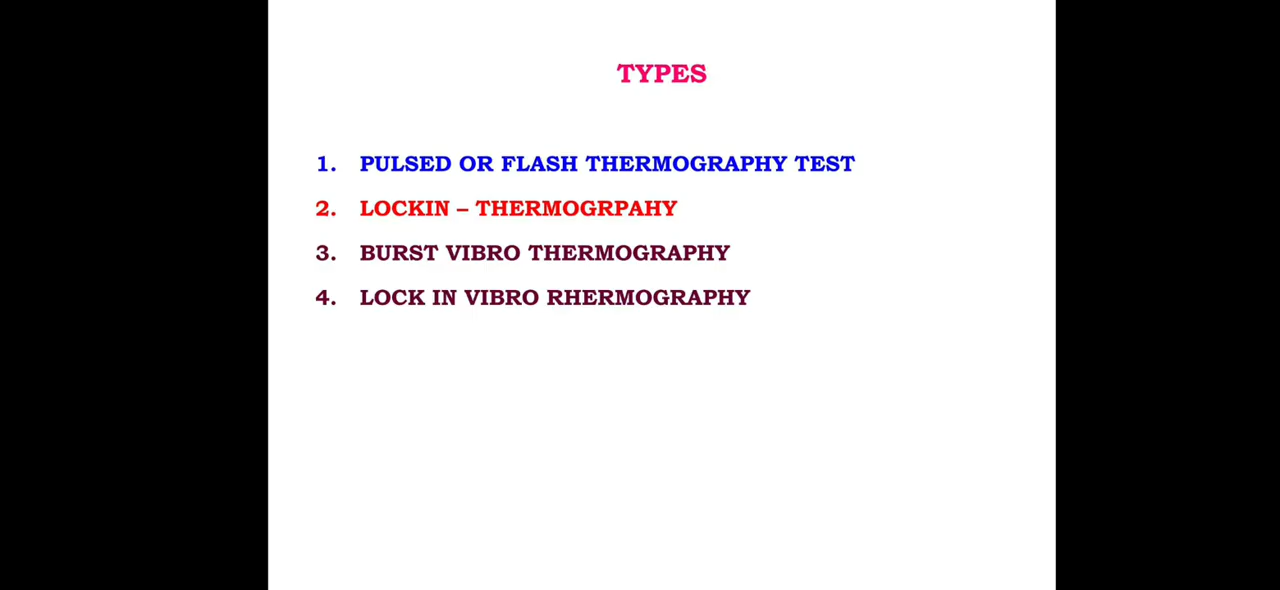 TYPES
1. PULSED OR FLASH THERMOGRAPHY TEST
2. LOCKIN – THERMOGRPAHY
3. BURST VIBRO THERMOGRAPHY
4. LOCK IN VIBRO RHERMOGRAPHY